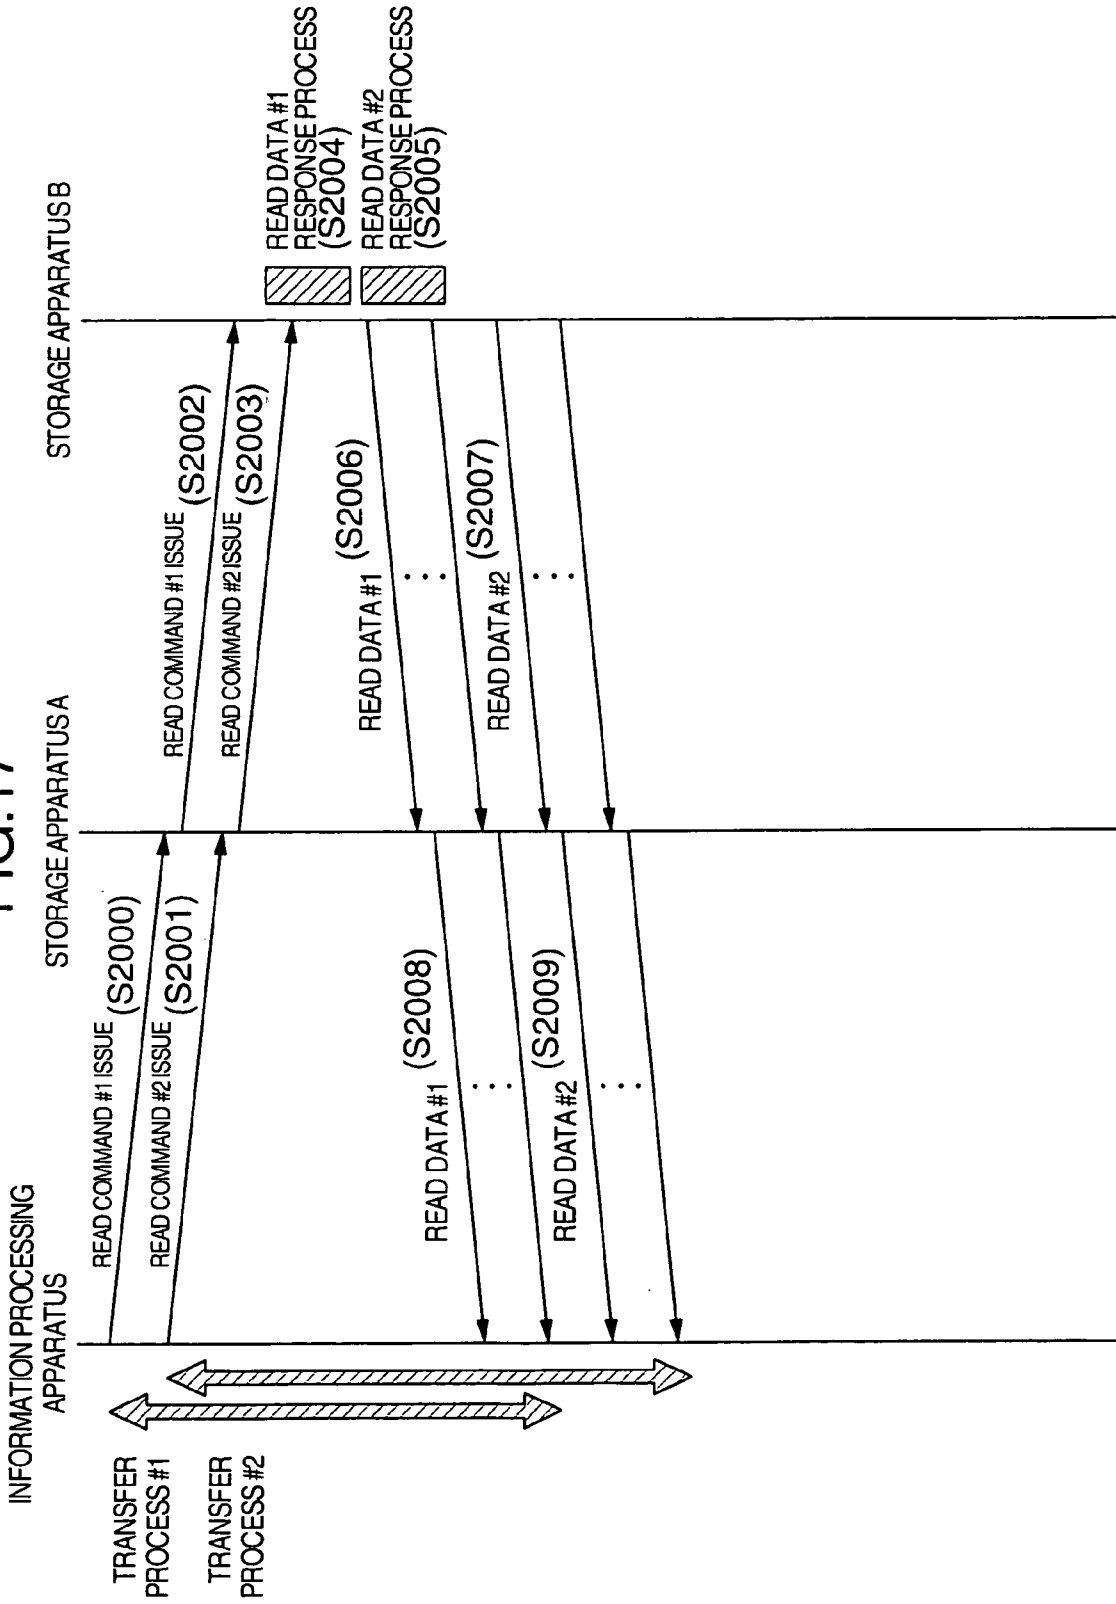 FIG.17
INFORMATION PROCESSING
APPARATUS
STORAGE APPARATUS A
STORAGE APPARATUS B
TRANSFER
PROCESS #1
TRANSFER
PROCESS #2
READ COMMAND #1 ISSUE (S2000)
READ COMMAND #2 ISSUE (S2001)
READ COMMAND #1 ISSUE (S2002)
READ COMMAND #2 ISSUE (S2003)
READ DATA #1
RESPONSE PROCESS
(S2004)
READ DATA #2
RESPONSE PROCESS
(S2005)
READ DATA #1 (S2006)
READ DATA #2 (S2007)
READ DATA #1 (S2008)
READ DATA #2 (S2009)